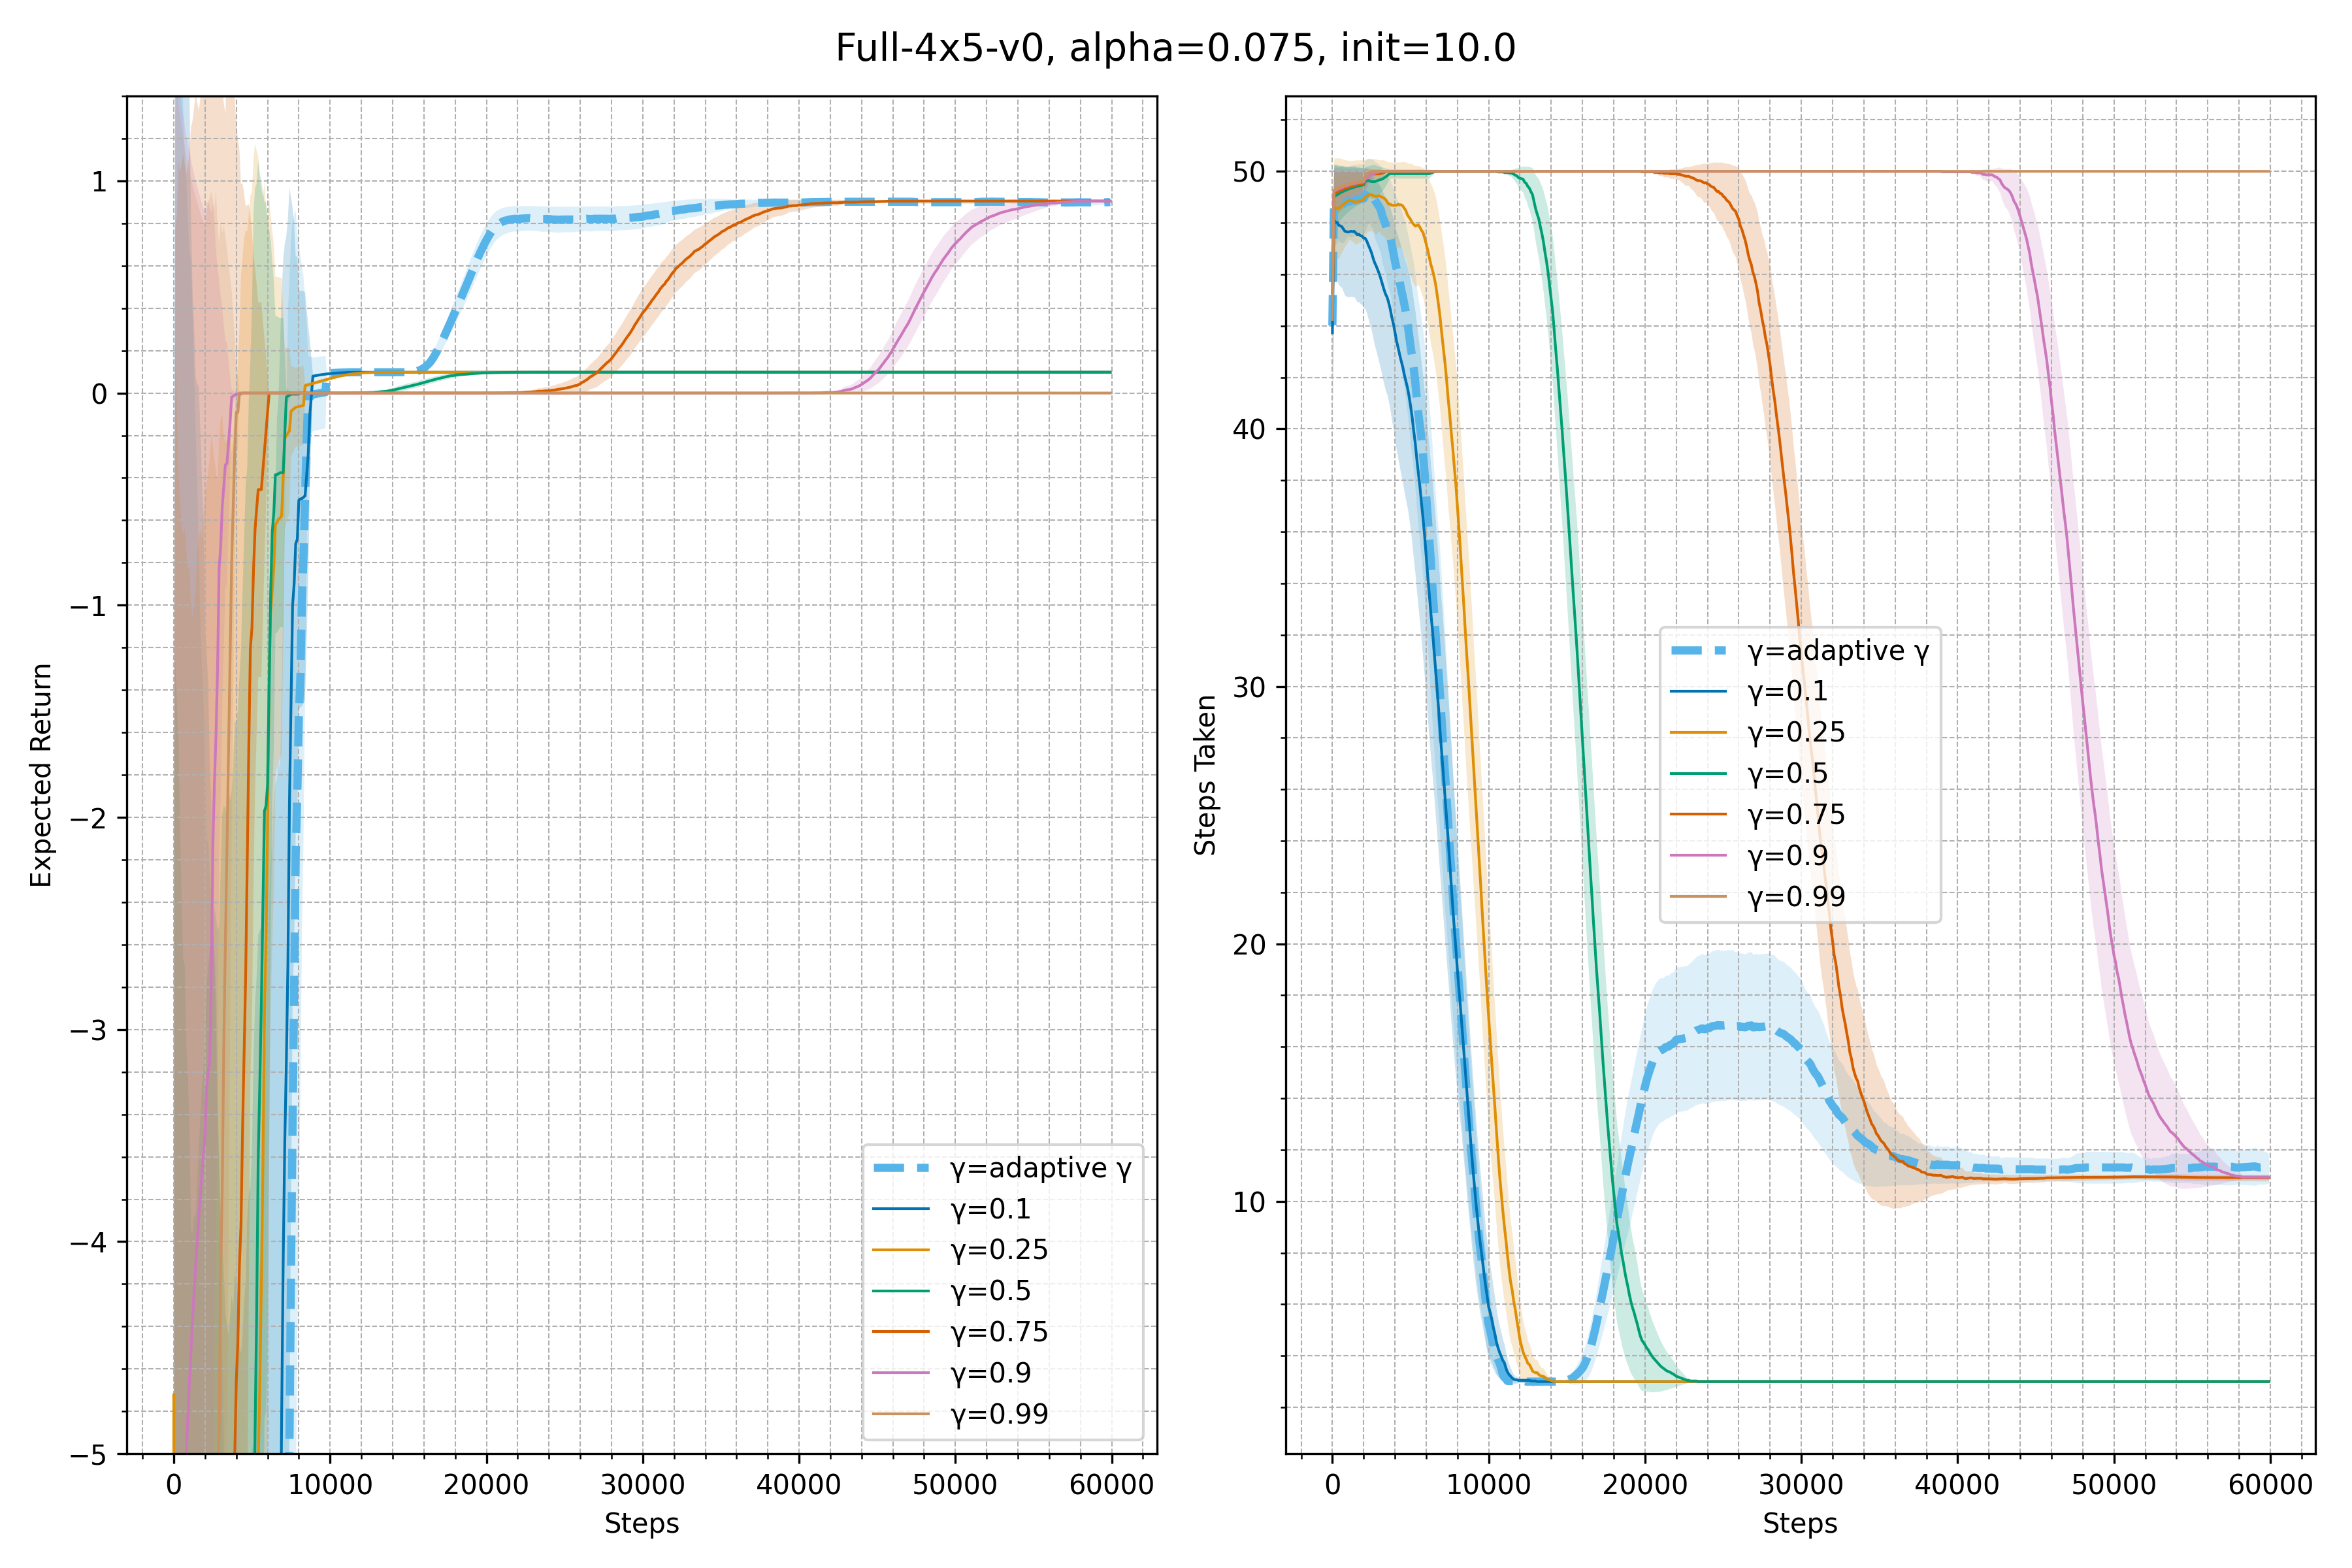 Full-4x5-v0, alpha=0.075, init=10.0
Expected Return
1
0
−1
−2
−3
−4
−5
0 10000 20000 30000 40000 50000 60000
Steps
γ=adaptive γ
γ=0.1
γ=0.25
γ=0.5
γ=0.75
γ=0.9
γ=0.99
Steps Taken
50
40
30
20
10
0 10000 20000 30000 40000 50000 60000
Steps
γ=adaptive γ
γ=0.1
γ=0.25
γ=0.5
γ=0.75
γ=0.9
γ=0.99